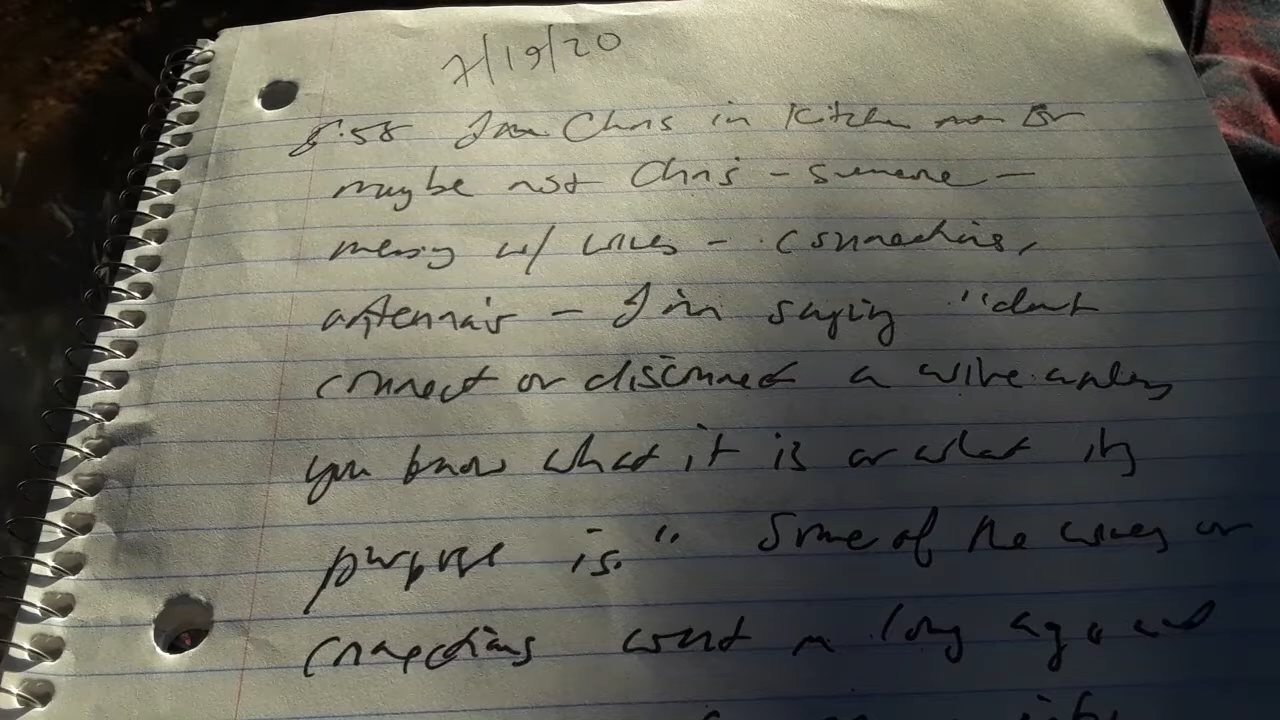 7/19/20
8:58 Chris in Kitchen
maybe not Chris - someone -
messing w/ wires - connections,
antennas - I'm saying "dont
connect or disconnect a wire unless
you know what it is or what its
purpose is." Some of the wires or
connections went in long ago and